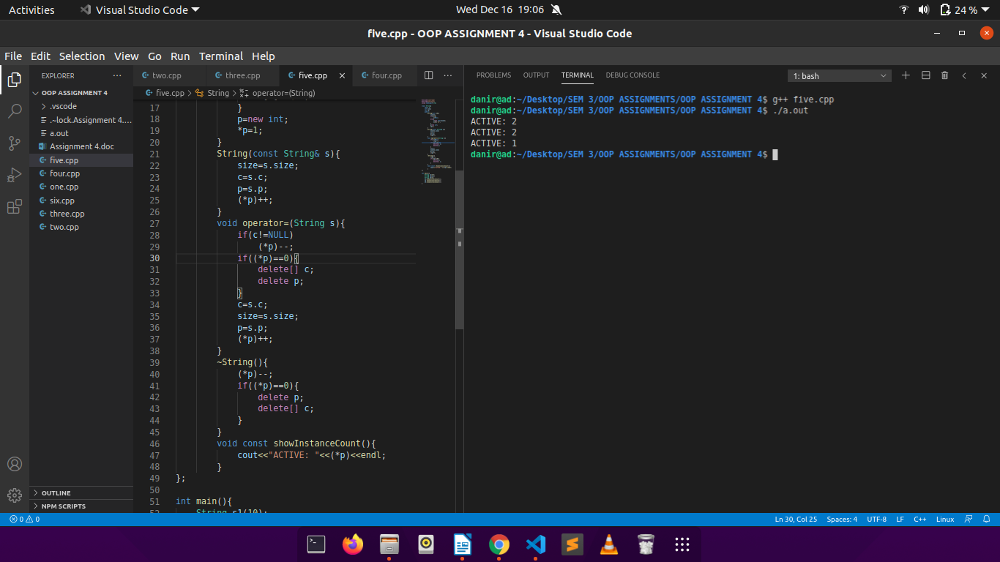 Activities Visual Studio Code Wed Dec 16 19:06 24 %
five.cpp - OOP ASSIGNMENT 4 - Visual Studio Code
File Edit Selection View Go Run Terminal Help
EXPLORER ...
OOP ASSIGNMENT 4
.vscode
.~lock.Assignment 4....
a.out
Assignment 4.doc
five.cpp
four.cpp
one.cpp
six.cpp
three.cpp
two.cpp
OUTLINE
NPM SCRIPTS
two.cpp three.cpp five.cpp four.cpp ...
five.cpp > String > operator=(String)
17 }
18 p=new int;
19 *p=1;
20 }
21 String(const String& s){
22 size=s.size;
23 c=s.c;
24 p=s.p;
25 (*p)++;
26 }
27 void operator=(String s){
28 if(c!=NULL)
29 (*p)--;
30 if((*p)==0){
31 delete[] c;
32 delete p;
33 }
34 c=s.c;
35 size=s.size;
36 p=s.p;
37 (*p)++;
38 }
39 ~String(){
40 (*p)--;
41 if((*p)==0){
42 delete p;
43 delete[] c;
44 }
45 }
46 void const showInstanceCount(){
47 cout<<"ACTIVE: "<<(*p)<<endl;
48 }
49 };
50
51 int main(){
52 String s1(10);
PROBLEMS OUTPUT TERMINAL DEBUG CONSOLE 1: bash
danir@ad:~/Desktop/SEM 3/OOP ASSIGNMENTS/OOP ASSIGNMENT 4$ g++ five.cpp
danir@ad:~/Desktop/SEM 3/OOP ASSIGNMENTS/OOP ASSIGNMENT 4$ ./a.out
ACTIVE: 2
ACTIVE: 2
ACTIVE: 1
danir@ad:~/Desktop/SEM 3/OOP ASSIGNMENTS/OOP ASSIGNMENT 4$
0 0 Ln 30, Col 25 Spaces: 4 UTF-8 LF C++ Linux